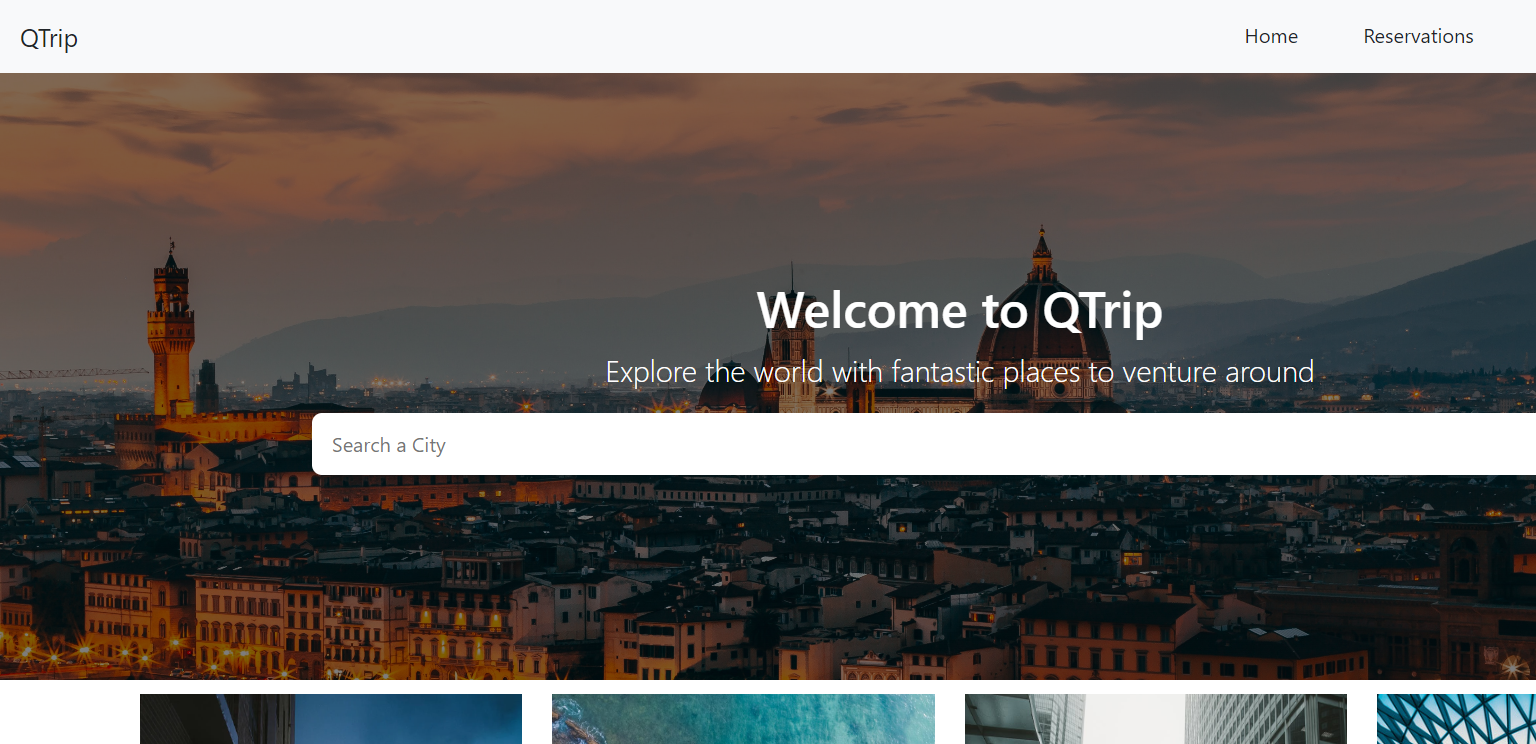 QTrip
Home
Reservations
Welcome to QTrip
Explore the world with fantastic places to venture around
Search a City